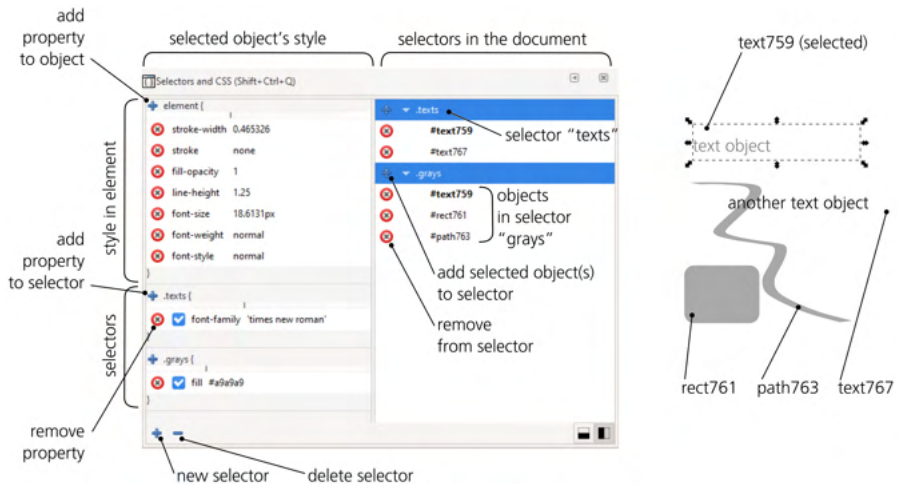 add
property
to object
selected object's style
selectors in the document
Selectors and CSS (Shift+Ctrl+Q)
element {
stroke-width 0.465326
stroke none
fill-opacity 1
line-height 1.25
font-size 18.6131px
font-weight normal
font-style normal
}
.texts {
font-family 'times new roman'
}
.grays {
fill #a9a9a9
}
style in element
add
property
to selector
selectors
remove
property
new selector
delete selector
.texts
#text759
#text767
.grays
#text759
#rect761
#path763
selector "texts"
objects
in selector
"grays"
add selected object(s)
to selector
remove
from selector
text759 (selected)
text object
another text object
rect761
path763
text767